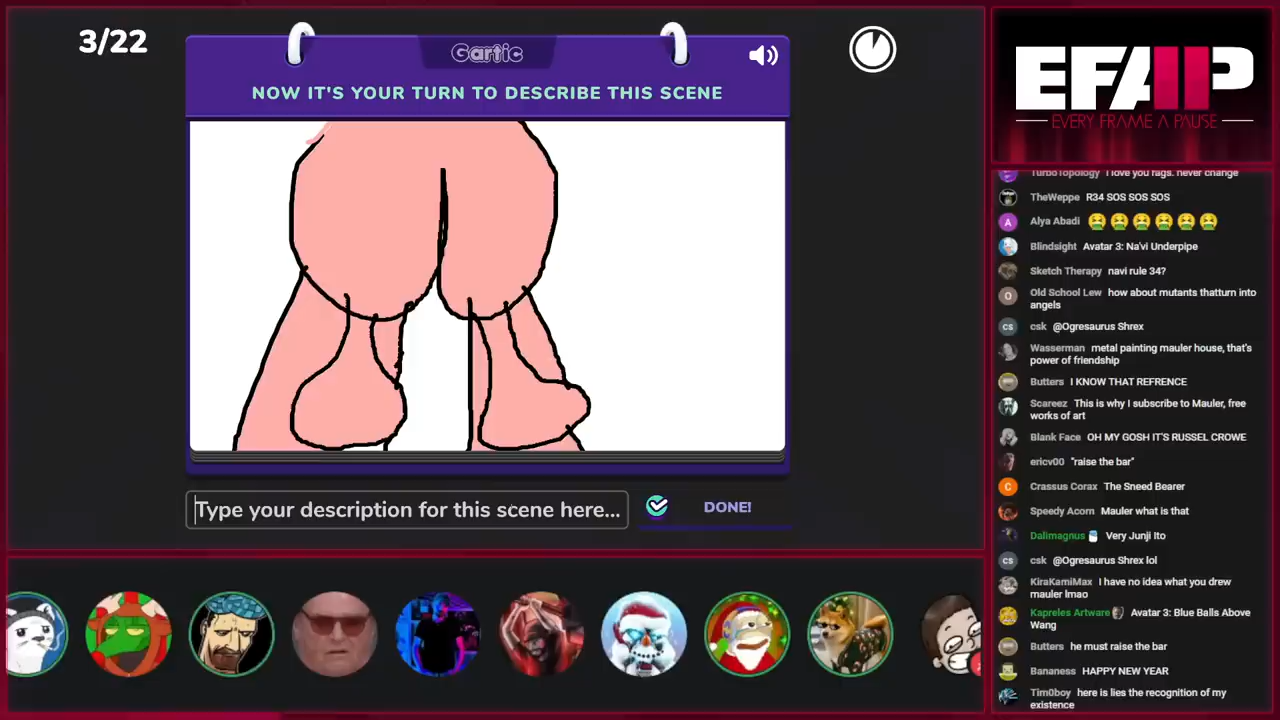 3/22
Gartic
NOW IT'S YOUR TURN TO DESCRIBE THIS SCENE
Type your description for this scene here...
DONE!
EFAP
EVERY FRAME A PAUSE
TurboTopology I love you rags. never change
TheWeppe R34 SOS SOS SOS
Alya Abadi 🤮🤮🤮🤮🤮🤮
Blindsight Avatar 3: Na'vi Underpipe
Sketch Therapy navi rule 34?
Old School Lew how about mutants thatturn into
angels
csk @Ogresaurus Shrex
Wasserman metal painting mauler house, that's
power of friendship
Butters I KNOW THAT REFRENCE
Scareez This is why I subscribe to Mauler, free
works of art
Blank Face OH MY GOSH IT'S RUSSEL CROWE
ericv00 "raise the bar"
Crassus Corax The Sneed Bearer
Speedy Acorn Mauler what is that
Dalimagnus Very Junji Ito
csk @Ogresaurus Shrex lol
KiraKamiMax I have no idea what you drew
mauler lmao
Kapreles Artware Avatar 3: Blue Balls Above
Wang
Butters he must raise the bar
Bananess HAPPY NEW YEAR
Tim0boy here is lies the recognition of my
existence